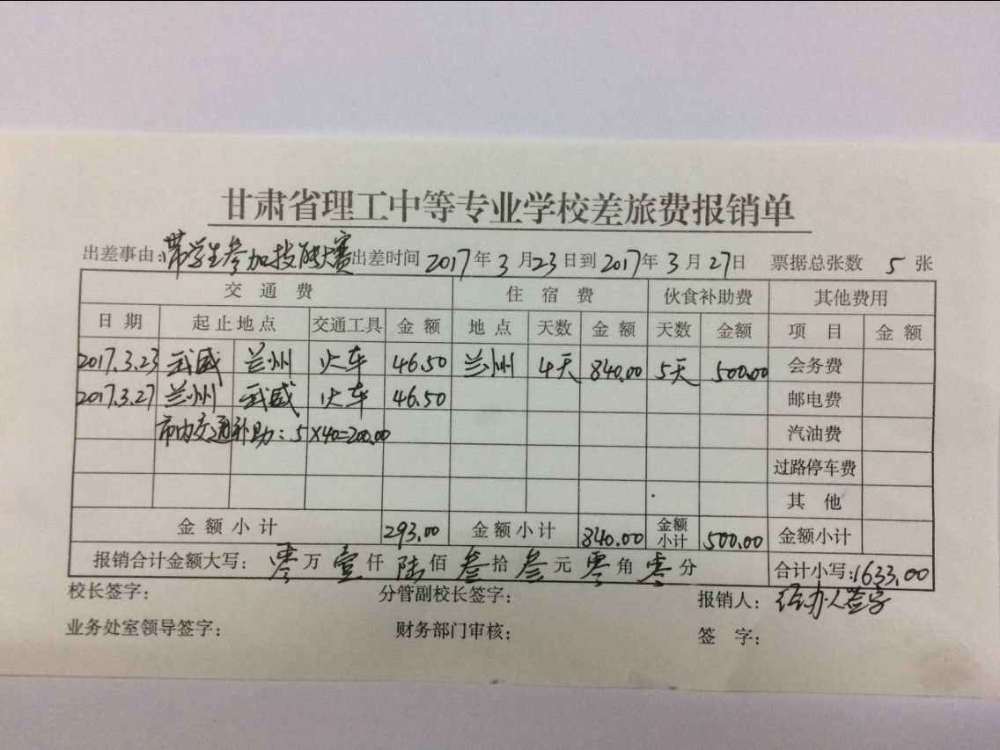 甘肃省理工中等专业学校差旅费报销单
出差事由:带学生参加技能大赛 出差时间 2017年3月23日到2017年3月27日 票据总张数 5 张
交通费 住宿费 伙食补助费 其他费用
日期 起止地点 交通工具 金额 地点 天数 金额 天数 金额 项目 金额
2017.3.23 武威 兰州 火车 46.50 兰州 4天 840.00 5天 500.00 会务费
2017.3.27 兰州 武威 火车 46.50 邮电费
市内交通补助:5×40=200.00 汽油费
过路停车费
其他
金额小计 293.00 金额小计 840.00 金额小计 500.00 金额小计
报销合计金额大写: 零万壹仟陆佰叁拾叁元零角零分 合计小写:1633.00
校长签字: 分管副校长签字: 报销人: 经办人签字
业务处室领导签字: 财务部门审核: 签字: